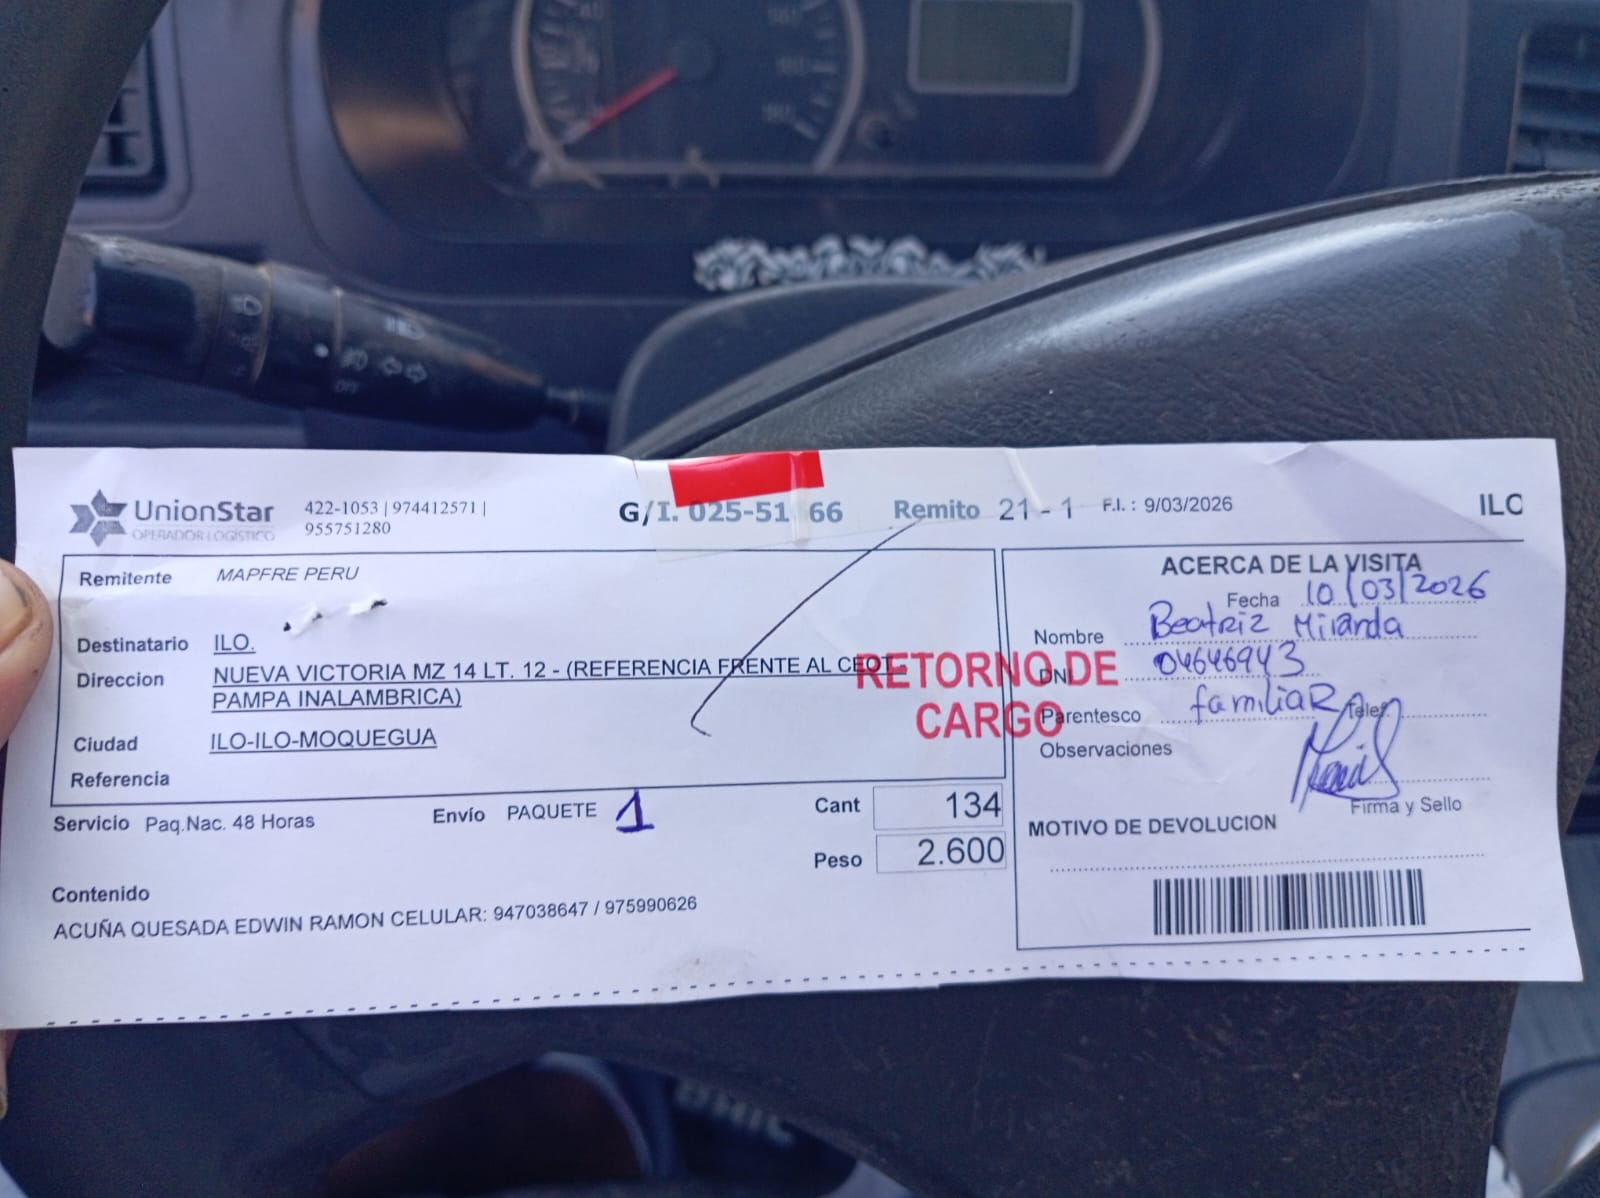 UnionStar
OPERADOR LOGÍSTICO
422-1053 | 974412571 |
955751280
G/I. 025-51 66
Remito 21 - 1
F.I. : 9/03/2026
ILO
Remitente MAPFRE PERU
Destinatario ILO.
Direccion NUEVA VICTORIA MZ 14 LT. 12 - (REFERENCIA FRENTE AL CEOT -
PAMPA INALAMBRICA)
Ciudad ILO-ILO-MOQUEGUA
Referencia
Servicio Paq.Nac. 48 Horas
Envío PAQUETE 1
Cant 134
Peso 2.600
Contenido
ACUÑA QUESADA EDWIN RAMON CELULAR: 947038647 / 975990626
RETORNO DE
CARGO
ACERCA DE LA VISITA
Fecha 10/03/2026
Nombre Beatriz Miranda
DNI 04646943
Parentesco familiaR Telef.
Observaciones
Firma y Sello
MOTIVO DE DEVOLUCION
OFF